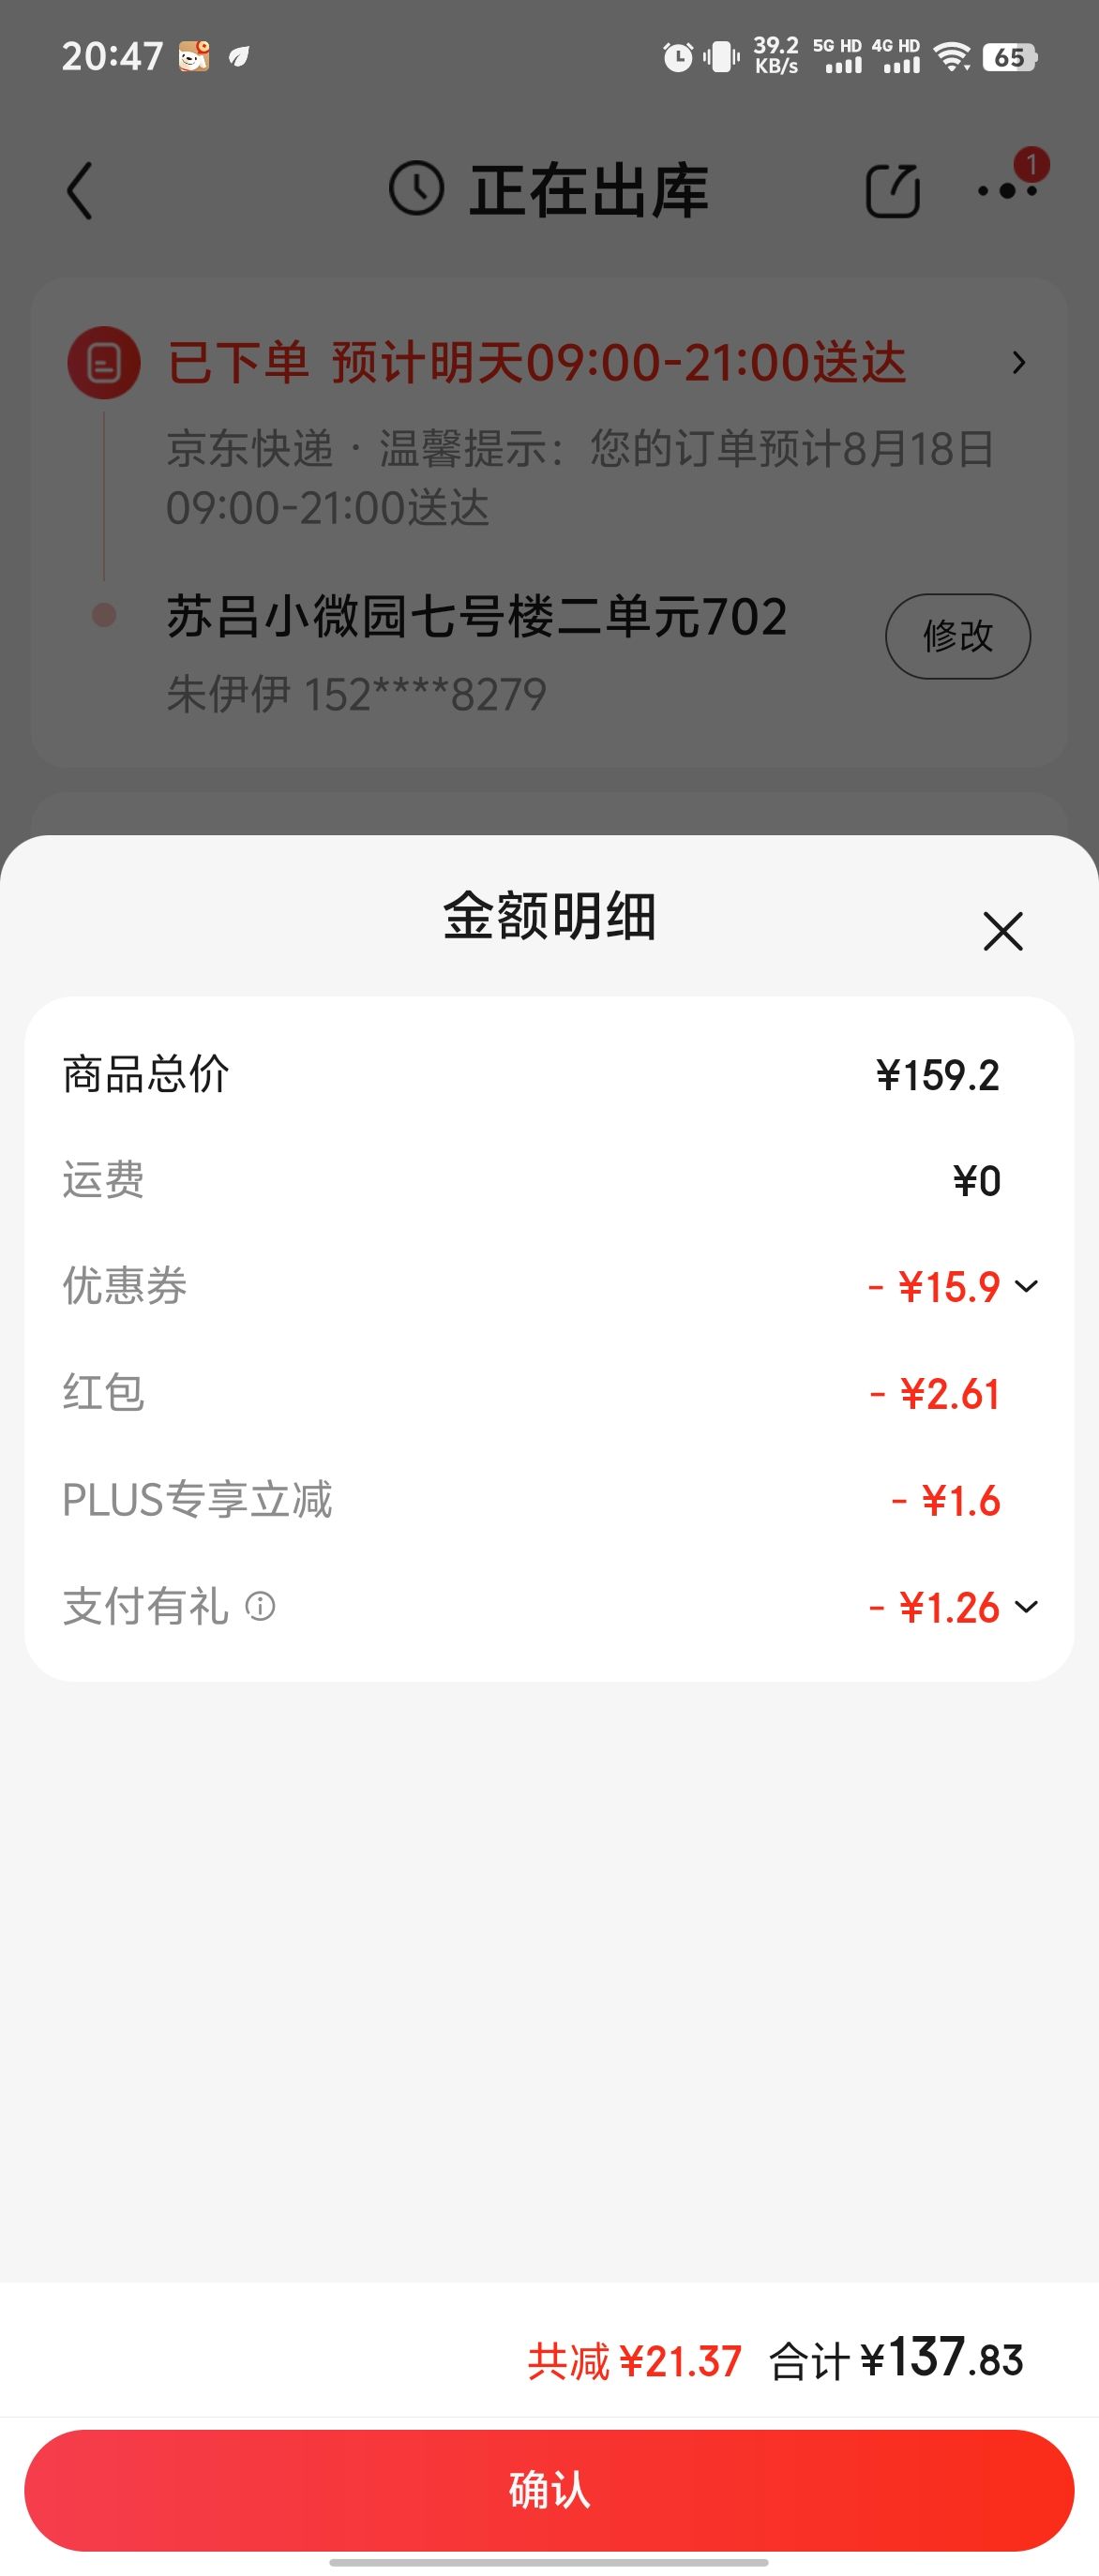 20:47
39.2 KB/s 5G HD 4G HD 65
正在出库
1
已下单 预计明天09:00-21:00送达
京东快递 · 温馨提示：您的订单预计8月18日
09:00-21:00送达
苏吕小微园七号楼二单元702
修改
朱伊伊 152****8279
金额明细
商品总价 ¥159.2
运费 ¥0
优惠券 - ¥15.9
红包 - ¥2.61
PLUS专享立减 - ¥1.6
支付有礼 - ¥1.26
共减 ¥21.37 合计 ¥137.83
确认